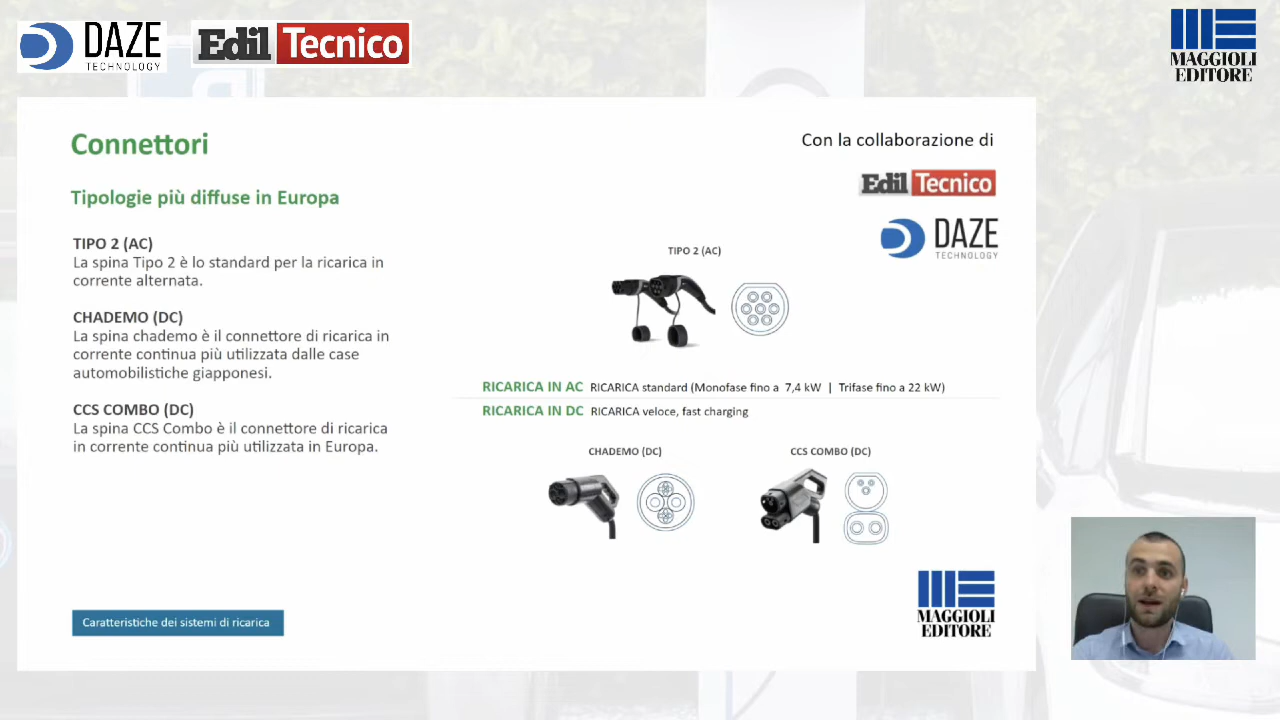 DAZE
TECHNOLOGY
Edil Tecnico
MAGGIOLI
EDITORE
Connettori
Con la collaborazione di
Edil Tecnico
DAZE
TECHNOLOGY
Tipologie più diffuse in Europa
TIPO 2 (AC)
La spina Tipo 2 è lo standard per la ricarica in
corrente alternata.
CHADEMO (DC)
La spina chademo è il connettore di ricarica in
corrente continua più utilizzata dalle case
automobilistiche giapponesi.
CCS COMBO (DC)
La spina CCS Combo è il connettore di ricarica
in corrente continua più utilizzata in Europa.
TIPO 2 (AC)
RICARICA IN AC RICARICA standard (Monofase fino a 7,4 kW | Trifase fino a 22 kW)
RICARICA IN DC RICARICA veloce, fast charging
CHADEMO (DC)
CCS COMBO (DC)
MAGGIOLI
EDITORE
Caratteristiche dei sistemi di ricarica